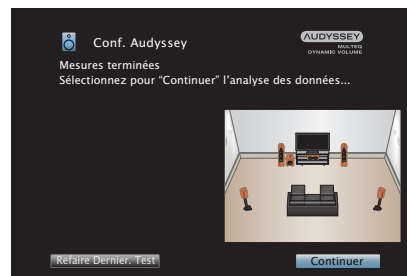 Conf. Audyssey
AUDYSSEY
MULTEQ
DYNAMIC VOLUME
Mesures terminées
Sélectionnez pour “Continuer” l’analyse des données...
Refaire Dernier. Test
Continuer